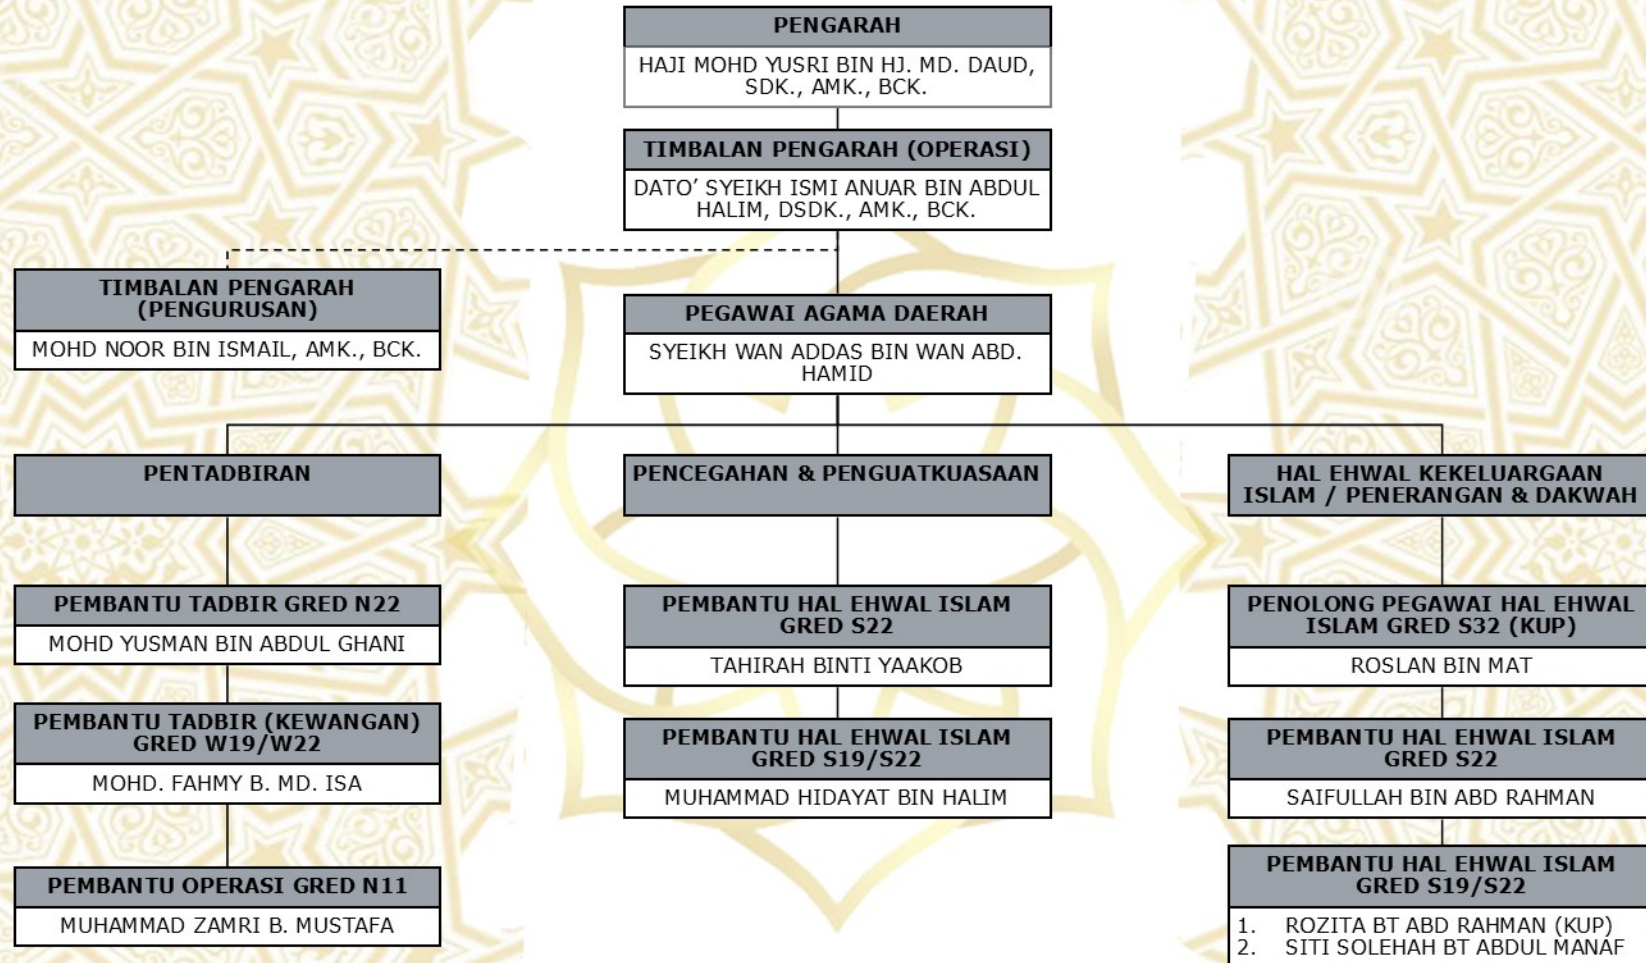 PENGARAH
HAJI MOHD YUSRI BIN HJ. MD. DAUD,
SDK., AMK., BCK.
TIMBALAN PENGARAH (OPERASI)
DATO’ SYEIKH ISMI ANUAR BIN ABDUL
HALIM, DSDK., AMK., BCK.
TIMBALAN PENGARAH
(PENGURUSAN)
MOHD NOOR BIN ISMAIL, AMK., BCK.
PEGAWAI AGAMA DAERAH
SYEIKH WAN ADDAS BIN WAN ABD.
HAMID
PENTADBIRAN
PEMBANTU TADBIR GRED N22
MOHD YUSMAN BIN ABDUL GHANI
PEMBANTU TADBIR (KEWANGAN)
GRED W19/W22
MOHD. FAHMY B. MD. ISA
PEMBANTU OPERASI GRED N11
MUHAMMAD ZAMRI B. MUSTAFA
PENCEGAHAN & PENGUATKUASAAN
PEMBANTU HAL EHWAL ISLAM
GRED S22
TAHIRAH BINTI YAAKOB
PEMBANTU HAL EHWAL ISLAM
GRED S19/S22
MUHAMMAD HIDAYAT BIN HALIM
HAL EHWAL KEKELUARGAAN
ISLAM / PENERANGAN & DAKWAH
PENOLONG PEGAWAI HAL EHWAL
ISLAM GRED S32 (KUP)
ROSLAN BIN MAT
PEMBANTU HAL EHWAL ISLAM
GRED S22
SAIFULLAH BIN ABD RAHMAN
PEMBANTU HAL EHWAL ISLAM
GRED S19/S22
1. ROZITA BT ABD RAHMAN (KUP)
2. SITI SOLEHAH BT ABDUL MANAF